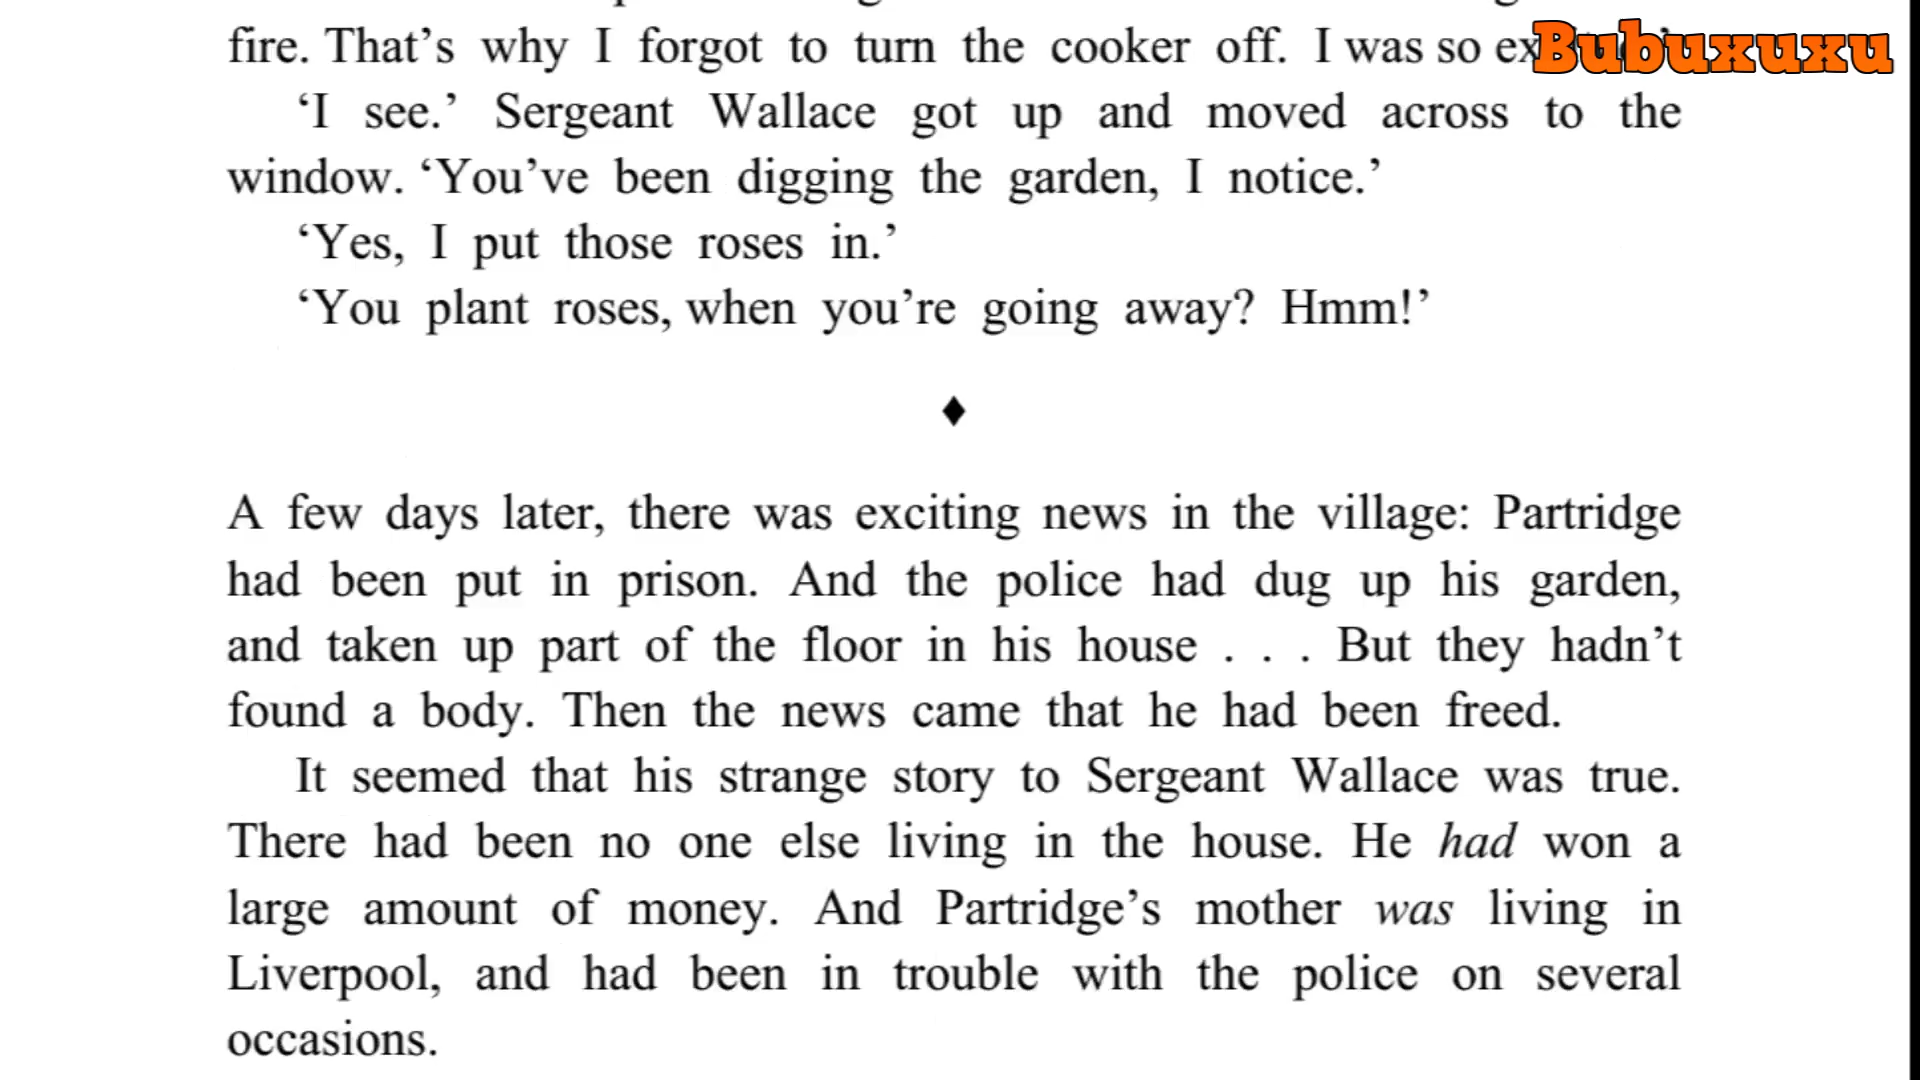 fire. That’s why I forgot to turn the cooker off. I was so
Bubuxuxu
‘I see.’ Sergeant Wallace got up and moved across to the
window. ‘You’ve been digging the garden, I notice.’
‘Yes, I put those roses in.’
‘You plant roses, when you’re going away? Hmm!’
A few days later, there was exciting news in the village: Partridge
had been put in prison. And the police had dug up his garden,
and taken up part of the floor in his house . . . But they hadn’t
found a body. Then the news came that he had been freed.
It seemed that his strange story to Sergeant Wallace was true.
There had been no one else living in the house. He had won a
large amount of money. And Partridge’s mother was living in
Liverpool, and had been in trouble with the police on several
occasions.